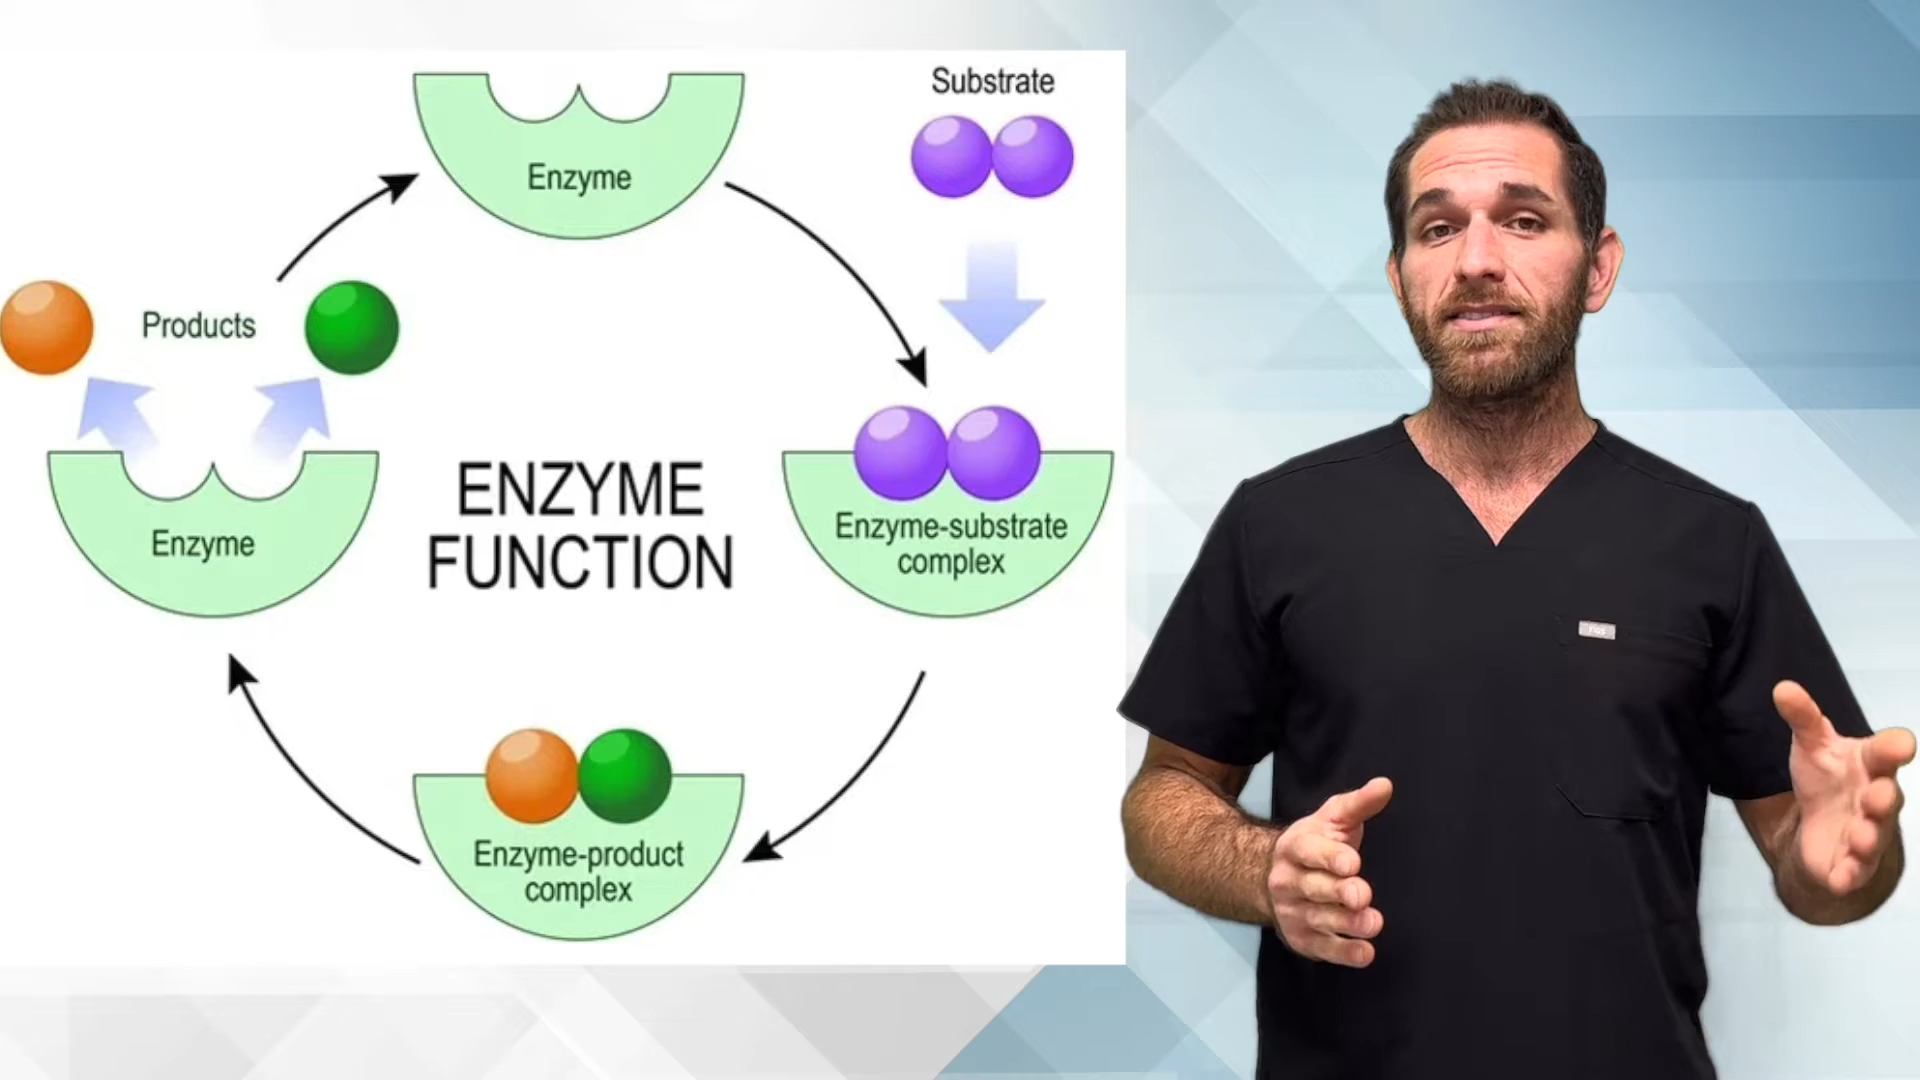 Substrate
Enzyme
Products
ENZYME
FUNCTION
Enzyme
Enzyme-substrate
complex
Enzyme-product
complex